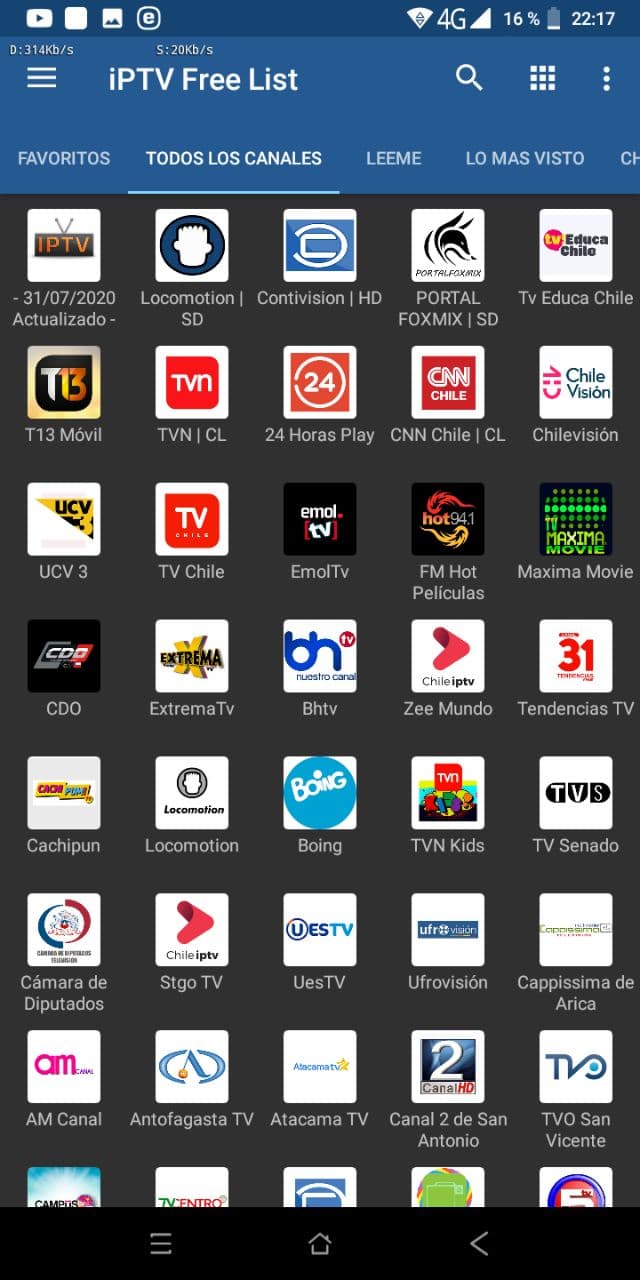 4G 16 % 22:17
D:314Kb/s S:20Kb/s
iPTV Free List
FAVORITOS TODOS LOS CANALES LEEME LO MAS VISTO CH
IPTV
PORTALFOXMIX
tv Educa Chile
- 31/07/2020 Actualizado -
Locomotion | SD
Contivision | HD
PORTAL FOXMIX | SD
Tv Educa Chile
T13
TVN
24
CNN CHILE
CHV Chile Visión
T13 Móvil
TVN | CL
24 Horas Play
CNN Chile | CL
Chilevisión
UCV 3
TV CHILE
emol. [tv]
hot94.1
TV MAXIMA MOVIE
UCV 3
TV Chile
EmolTv
FM Hot Películas
Maxima Movie
CDO
EXTREMA TV
bh tv nuestro canal
Chile iptv
31 TENDENCIAS
CDO
ExtremaTv
Bhtv
Zee Mundo
Tendencias TV
CACHIPUM!
Locomotion
BOiNG
TVN
TVS
Cachipun
Locomotion
Boing
TVN Kids
TV Senado
CÁMARA DE DIPUTADOS TELEVISIÓN
Chile iptv
UESTV
ufro visión
Cappissima
Cámara de Diputados
Stgo TV
UesTV
Ufrovisión
Cappissima de Arica
am CANAL
Atacama tv
2 Canal HD
TVO
AM Canal
Antofagasta TV
Atacama TV
Canal 2 de San Antonio
TVO San Vicente
CAMPUS
TV CENTRO
tv